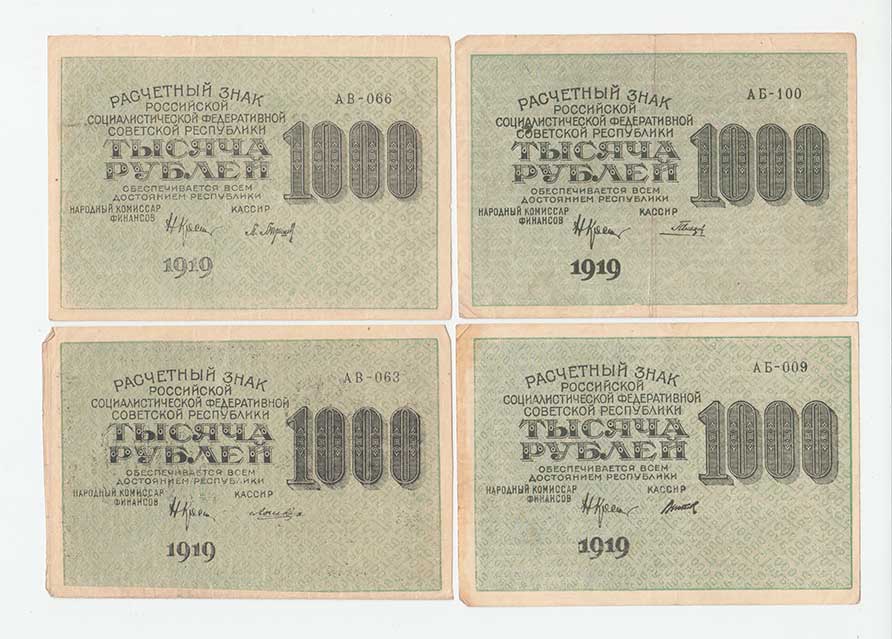 РАСЧЕТНЫЙ ЗНАК
РОССИЙСКОЙ
СОЦИАЛИСТИЧЕСКОЙ ФЕДЕРАТИВНОЙ
СОВЕТСКОЙ РЕСПУБЛИКИ
ТЫСЯЧА
РУБЛЕЙ
ОБЕСПЕЧИВАЕТСЯ ВСЕМ
ДОСТОЯНИЕМ РЕСПУБЛИКИ
НАРОДНЫЙ КОМИССАР
ФИНАНСОВ
КАССИР
1919
АВ-066
1000
РАСЧЕТНЫЙ ЗНАК
РОССИЙСКОЙ
СОЦИАЛИСТИЧЕСКОЙ ФЕДЕРАТИВНОЙ
СОВЕТСКОЙ РЕСПУБЛИКИ
ТЫСЯЧА
РУБЛЕЙ
ОБЕСПЕЧИВАЕТСЯ ВСЕМ
ДОСТОЯНИЕМ РЕСПУБЛИКИ
НАРОДНЫЙ КОМИССАР
ФИНАНСОВ
КАССИР
1919
АБ-100
1000
РАСЧЕТНЫЙ ЗНАК
РОССИЙСКОЙ
СОЦИАЛИСТИЧЕСКОЙ ФЕДЕРАТИВНОЙ
СОВЕТСКОЙ РЕСПУБЛИКИ
ТЫСЯЧА
РУБЛЕЙ
ОБЕСПЕЧИВАЕТСЯ ВСЕМ
ДОСТОЯНИЕМ РЕСПУБЛИКИ
НАРОДНЫЙ КОМИССАР
ФИНАНСОВ
КАССИР
1919
АВ-063
1000
РАСЧЕТНЫЙ ЗНАК
РОССИЙСКОЙ
СОЦИАЛИСТИЧЕСКОЙ ФЕДЕРАТИВНОЙ
СОВЕТСКОЙ РЕСПУБЛИКИ
ТЫСЯЧА
РУБЛЕЙ
ОБЕСПЕЧИВАЕТСЯ ВСЕМ
ДОСТОЯНИЕМ РЕСПУБЛИКИ
НАРОДНЫЙ КОМИССАР
ФИНАНСОВ
КАССИР
1919
АБ-009
1000